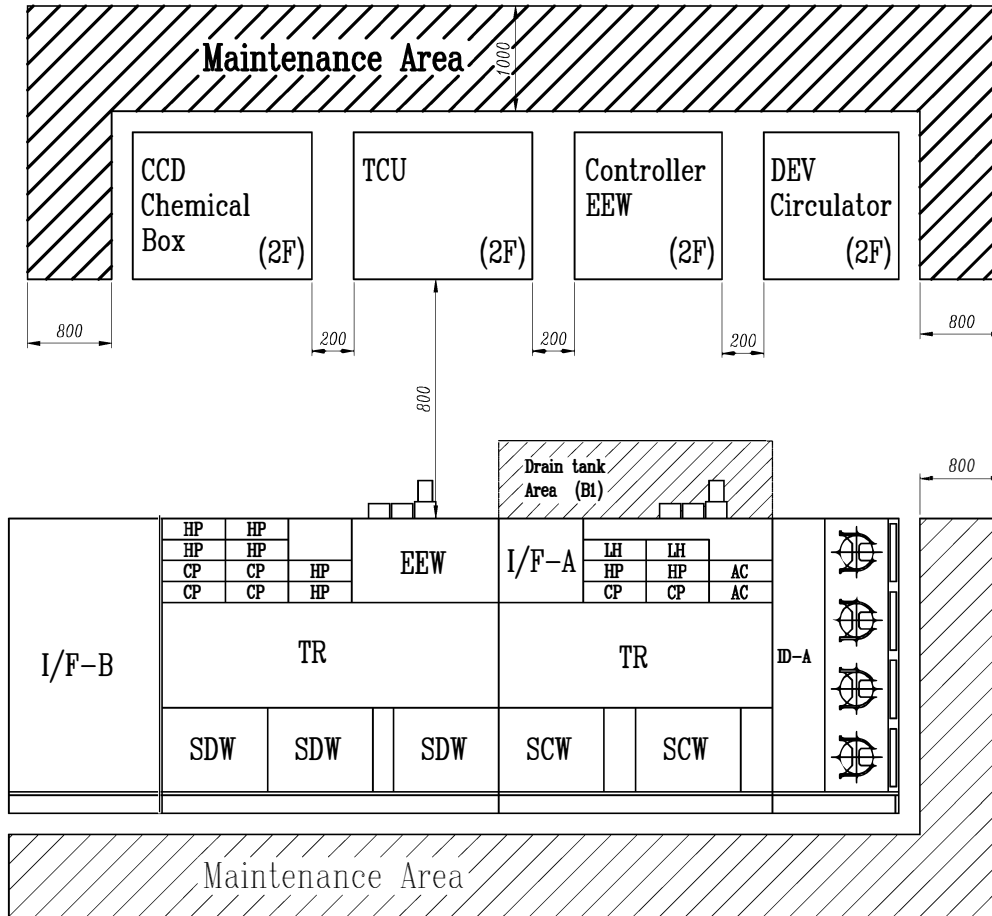 Maintenance Area
1000
CCD
Chemical
Box
(2F)
TCU
(2F)
Controller
EEW
(2F)
DEV
Circulator
(2F)
800
200
200
200
800
800
Drain tank
Area (B1)
800
HP HP
HP HP
CP CP HP
CP CP HP
EEW
I/F-A
LH LH
HP HP AC
CP CP AC
I/F-B
TR
TR
ID-A
SDW
SDW
SDW
SCW
SCW
Maintenance Area